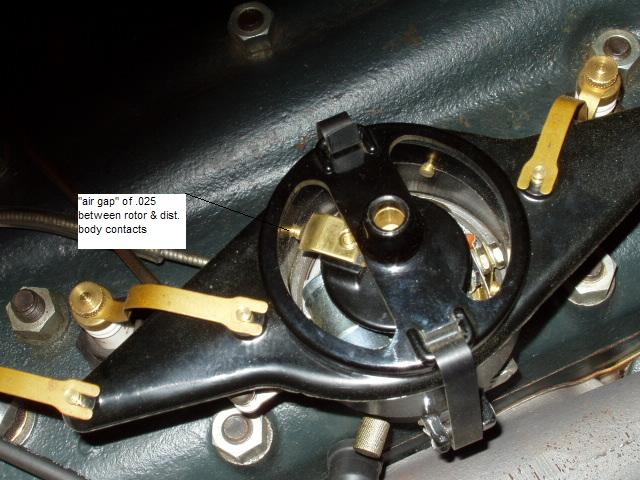 "air gap" of .025
between rotor & dist.
body contacts